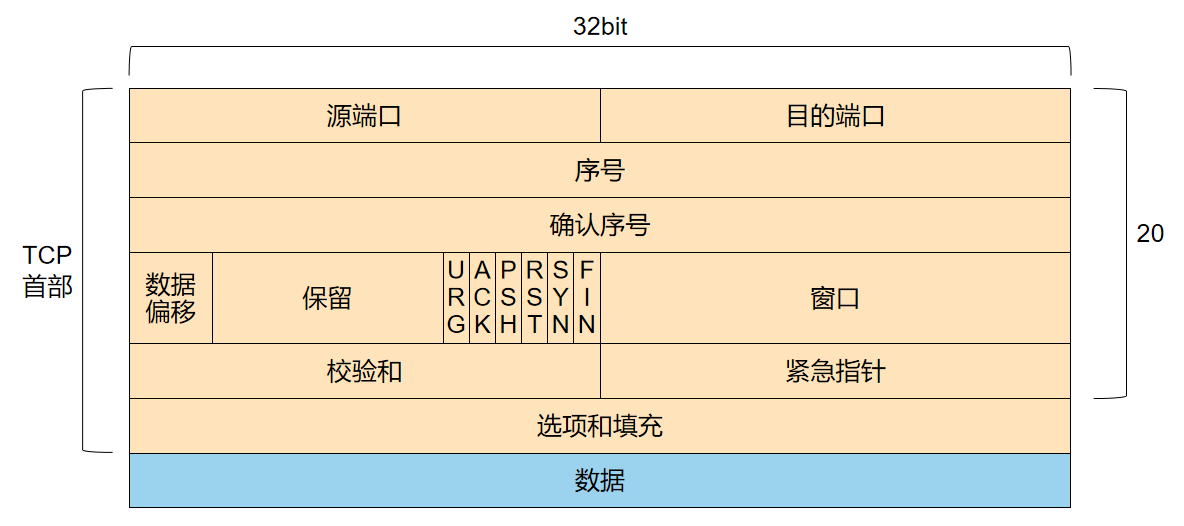 32bit
源端口
目的端口
序号
确认序号
TCP
首部
20
数据
偏移
保留
URG
ACK
PSH
RST
SYN
FIN
窗口
校验和
紧急指针
选项和填充
数据